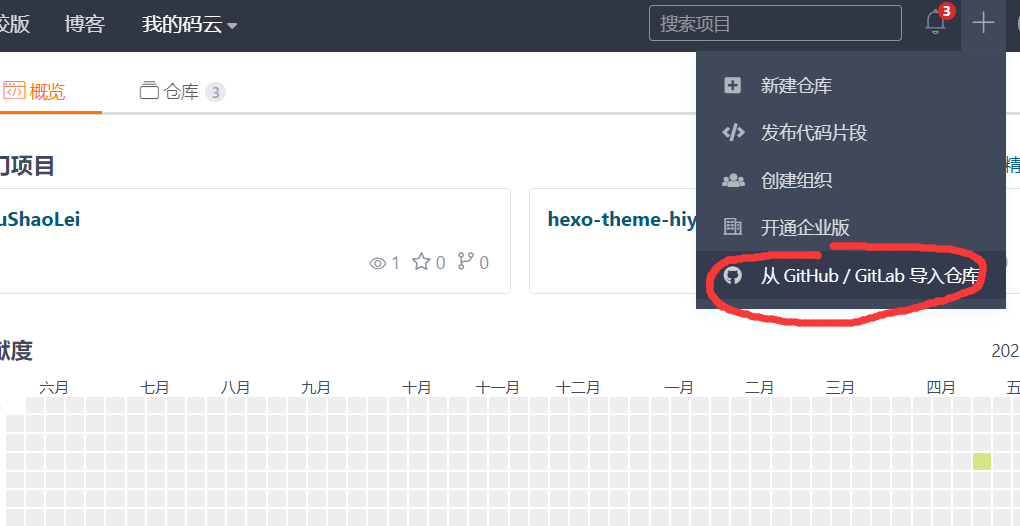 校版 博客 我的码云 搜索项目 3
概览 仓库 3
新建仓库
发布代码片段
创建组织
开通企业版
从 GitHub / GitLab 导入仓库
门项目 精
uShaoLei
hexo-theme-hiy
1 0 0
献度 202
六月 七月 八月 九月 十月 十一月 十二月 一月 二月 三月 四月 五